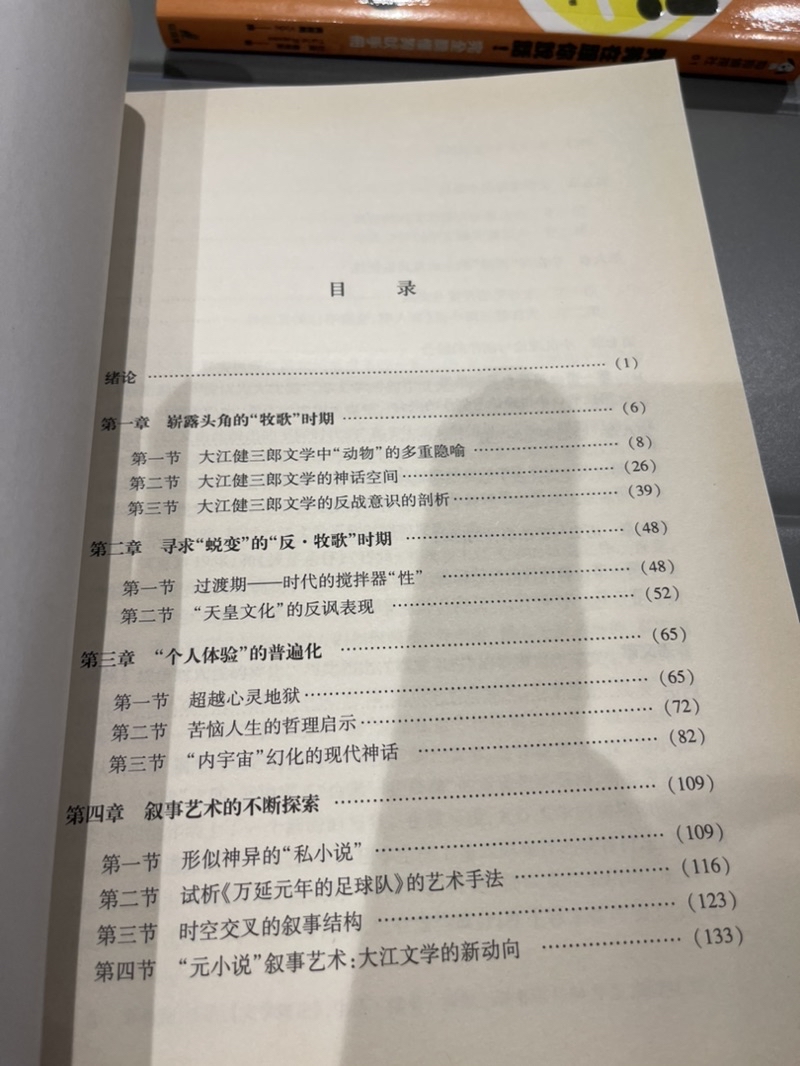 目 录
绪论 ……………………………………………………（1）
第一章 崭露头角的“牧歌”时期 ……………………………（6）
第一节 大江健三郎文学中“动物”的多重隐喻 ………………（8）
第二节 大江健三郎文学的神话空间 ………………………（26）
第三节 大江健三郎文学的反战意识的剖析 …………………（39）
第二章 寻求“蜕变”的“反·牧歌”时期 ………………………（48）
第一节 过渡期——时代的搅拌器“性” ……………………（48）
第二节 “天皇文化”的反讽表现 …………………………（52）
第三章 “个人体验”的普遍化 ………………………………（65）
第一节 超越心灵地狱 ……………………………………（65）
第二节 苦恼人生的哲理启示 ………………………………（72）
第三节 “内宇宙”幻化的现代神话 …………………………（82）
第四章 叙事艺术的不断探索 ………………………………（109）
第一节 形似神异的“私小说” ……………………………（109）
第二节 试析《万延元年的足球队》的艺术手法 ……………（116）
第三节 时空交叉的叙事结构 ………………………………（123）
第四节 “元小说”叙事艺术：大江文学的新动向 ……………（133）